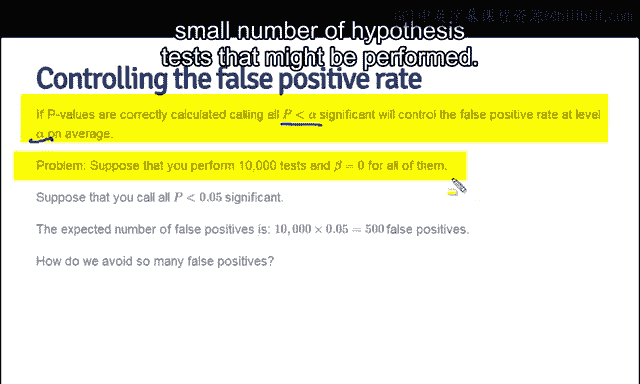 small number of hypothesis
tests that might be performed.
Controlling the false positive rate
If P-values are correctly calculated calling all P < α significant will control the false positive rate at level
α on average.
Problem: Suppose that you perform 10,000 tests and β = 0 for all of them.
Suppose that you call all P < 0.05 significant.
The expected number of false positives is: 10,000 × 0.05 = 500 false positives.
How do we avoid so many false positives?